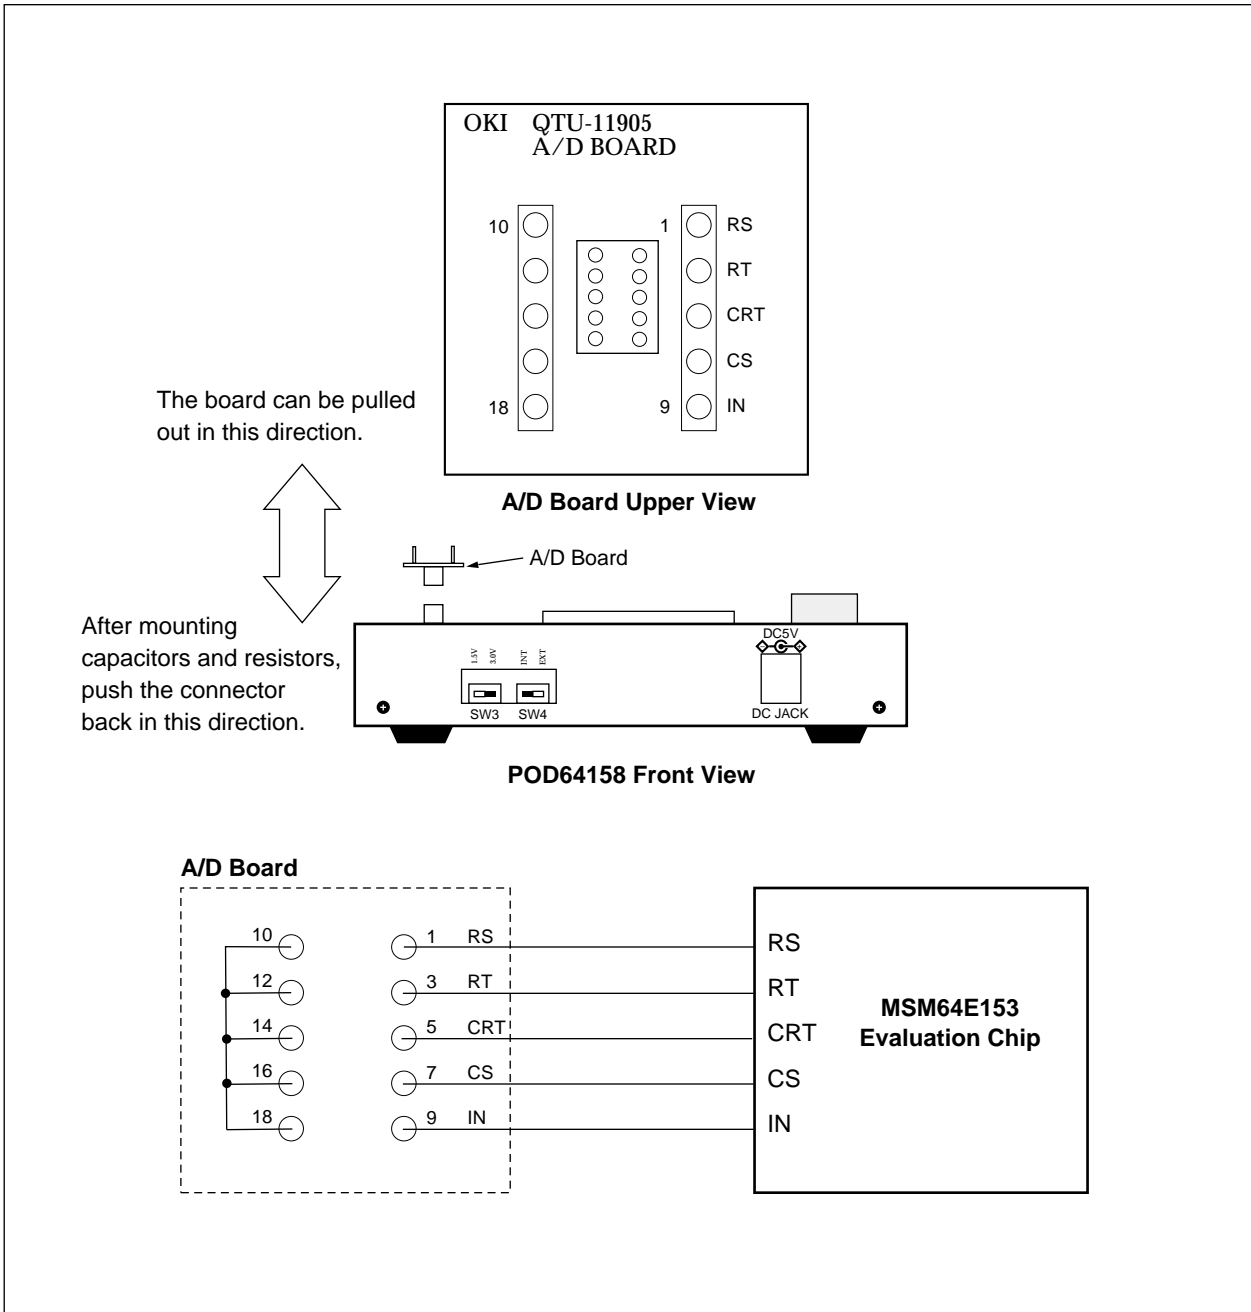 OKI QTU-11905
A/D BOARD
10 1 RS
RT
CRT
CS
18 9 IN
The board can be pulled
out in this direction.
A/D Board Upper View
A/D Board
After mounting
capacitors and resistors,
push the connector
back in this direction.
1.5V 3.0V INT EXT
SW3 SW4
DC5V
DC JACK
POD64158 Front View
A/D Board
10 1 RS RS
12 3 RT RT
14 5 CRT CRT
16 7 CS CS
18 9 IN IN
MSM64E153
Evaluation Chip